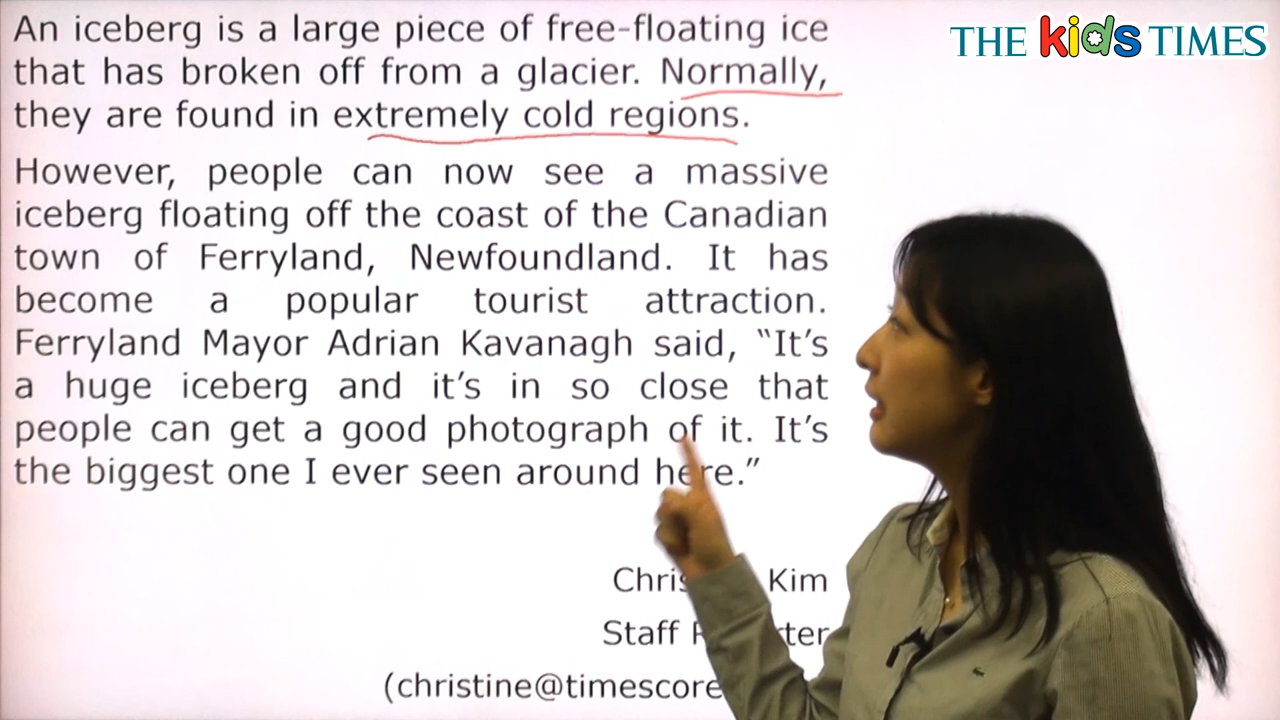 THE kids TIMES
An iceberg is a large piece of free-floating ice
that has broken off from a glacier. Normally,
they are found in extremely cold regions.
However, people can now see a massive
iceberg floating off the coast of the Canadian
town of Ferryland, Newfoundland. It has
become a popular tourist attraction.
Ferryland Mayor Adrian Kavanagh said, “It’s
a huge iceberg and it’s in so close that
people can get a good photograph of it. It’s
the biggest one I ever seen around here.”
Kim
Staff
(christine@timescore